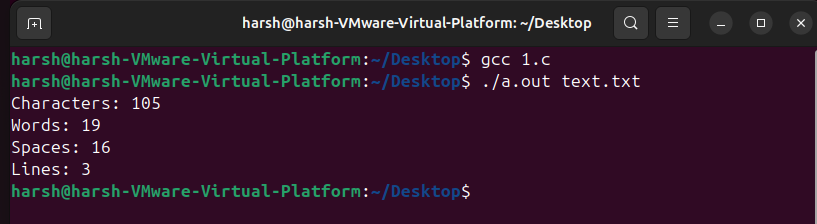 harsh@harsh-VMware-Virtual-Platform: ~/Desktop
harsh@harsh-VMware-Virtual-Platform:~/Desktop$ gcc 1.c
harsh@harsh-VMware-Virtual-Platform:~/Desktop$ ./a.out text.txt
Characters: 105
Words: 19
Spaces: 16
Lines: 3
harsh@harsh-VMware-Virtual-Platform:~/Desktop$